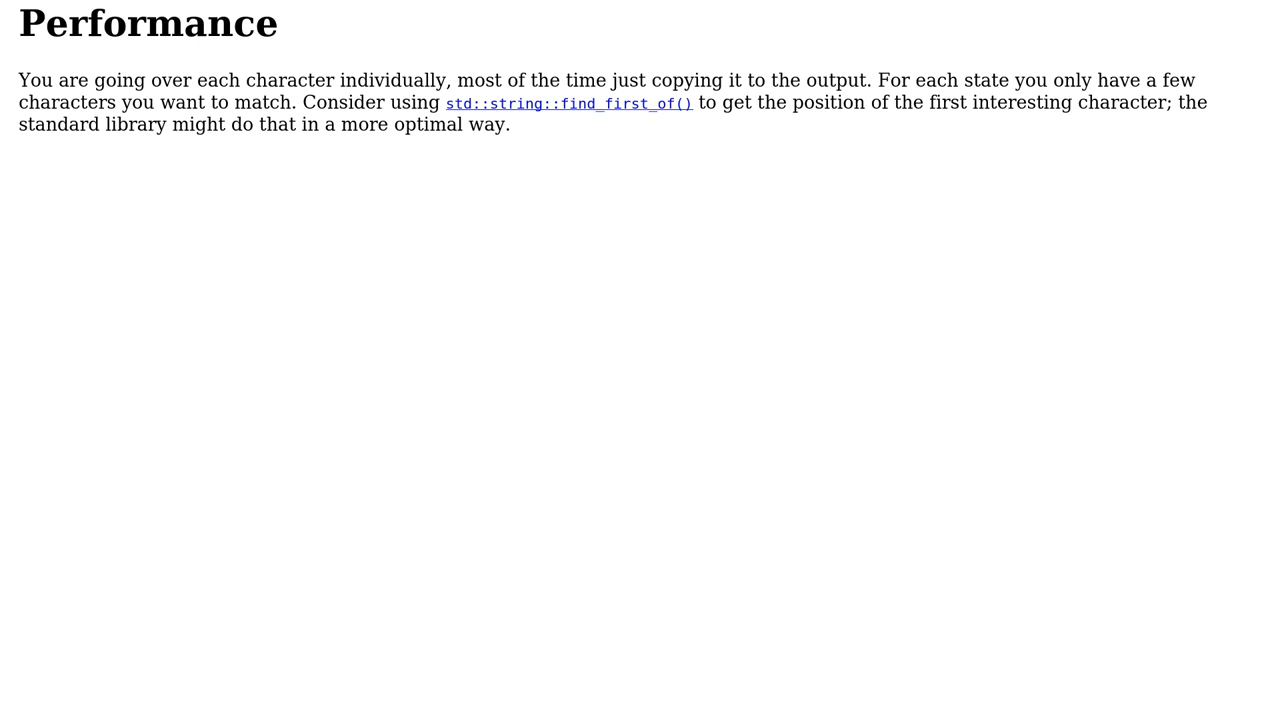 Performance
You are going over each character individually, most of the time just copying it to the output. For each state you only have a few
characters you want to match. Consider using std::string::find_first_of() to get the position of the first interesting character; the
standard library might do that in a more optimal way.